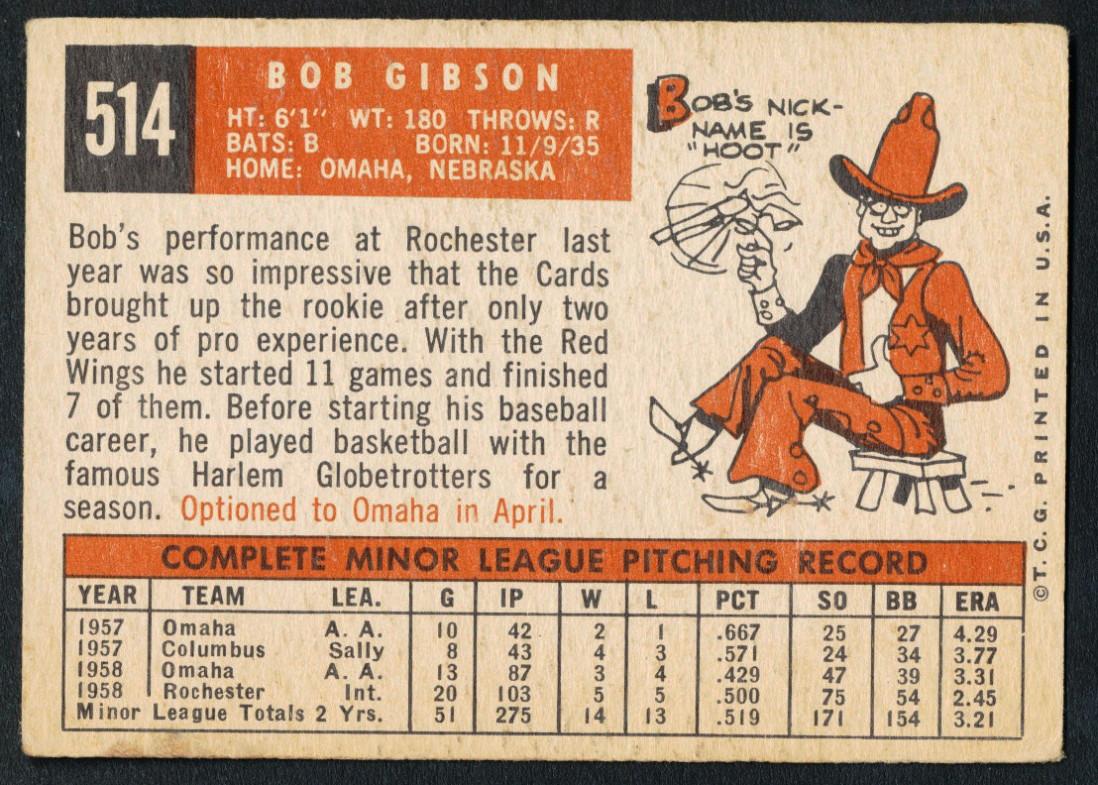 514
BOB GIBSON
HT: 6'1" WT: 180 THROWS: R
BATS: B BORN: 11/9/35
HOME: OMAHA, NEBRASKA
BOB'S NICK-
NAME IS
"HOOT"
Bob's performance at Rochester last
year was so impressive that the Cards
brought up the rookie after only two
years of pro experience. With the Red
Wings he started 11 games and finished
7 of them. Before starting his baseball
career, he played basketball with the
famous Harlem Globetrotters for a
season. Optioned to Omaha in April.
COMPLETE MINOR LEAGUE PITCHING RECORD
YEAR TEAM LEA. G IP W L PCT SO BB ERA
1957 Omaha A. A. 10 42 2 1 .667 25 27 4.29
1957 Columbus Sally 8 43 4 3 .571 24 34 3.77
1958 Omaha A. A. 13 87 3 4 .429 47 39 3.31
1958 Rochester Int. 20 103 5 5 .500 75 54 2.45
Minor League Totals 2 Yrs. 51 275 14 13 .519 171 154 3.21
©T. C. G. PRINTED IN U.S.A.